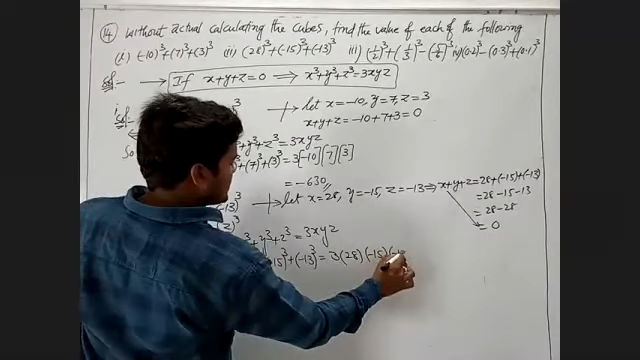 14 Without actual calculating the cubes, find the value of each of the following
(i) (-10)³+(7)³+(3)³ ii) (28)³+(-15)³+(-13)³ iii) (1/2)³+(1/3)³-(5/6)³ iv) (0.2)³-(0.3)³+(0.1)³
Sol:- → If x+y+z=0 ⟹ x³+y³+z³=3xyz
i let x=-10, y=7, z=3
Sol:- x+y+z=-10+7+3=0
+y³+z³=3xyz
So +(7)³+(3)³=3[-10][7][3]
=-630
let x=28, y=-15, z=-13 ⟹ x+y+z=28+(-15)+(-13)
=28-15-13
=28-28
=0
+y³+z³=3xyz
15)³+(-13)³=3(28)(-15)(-1